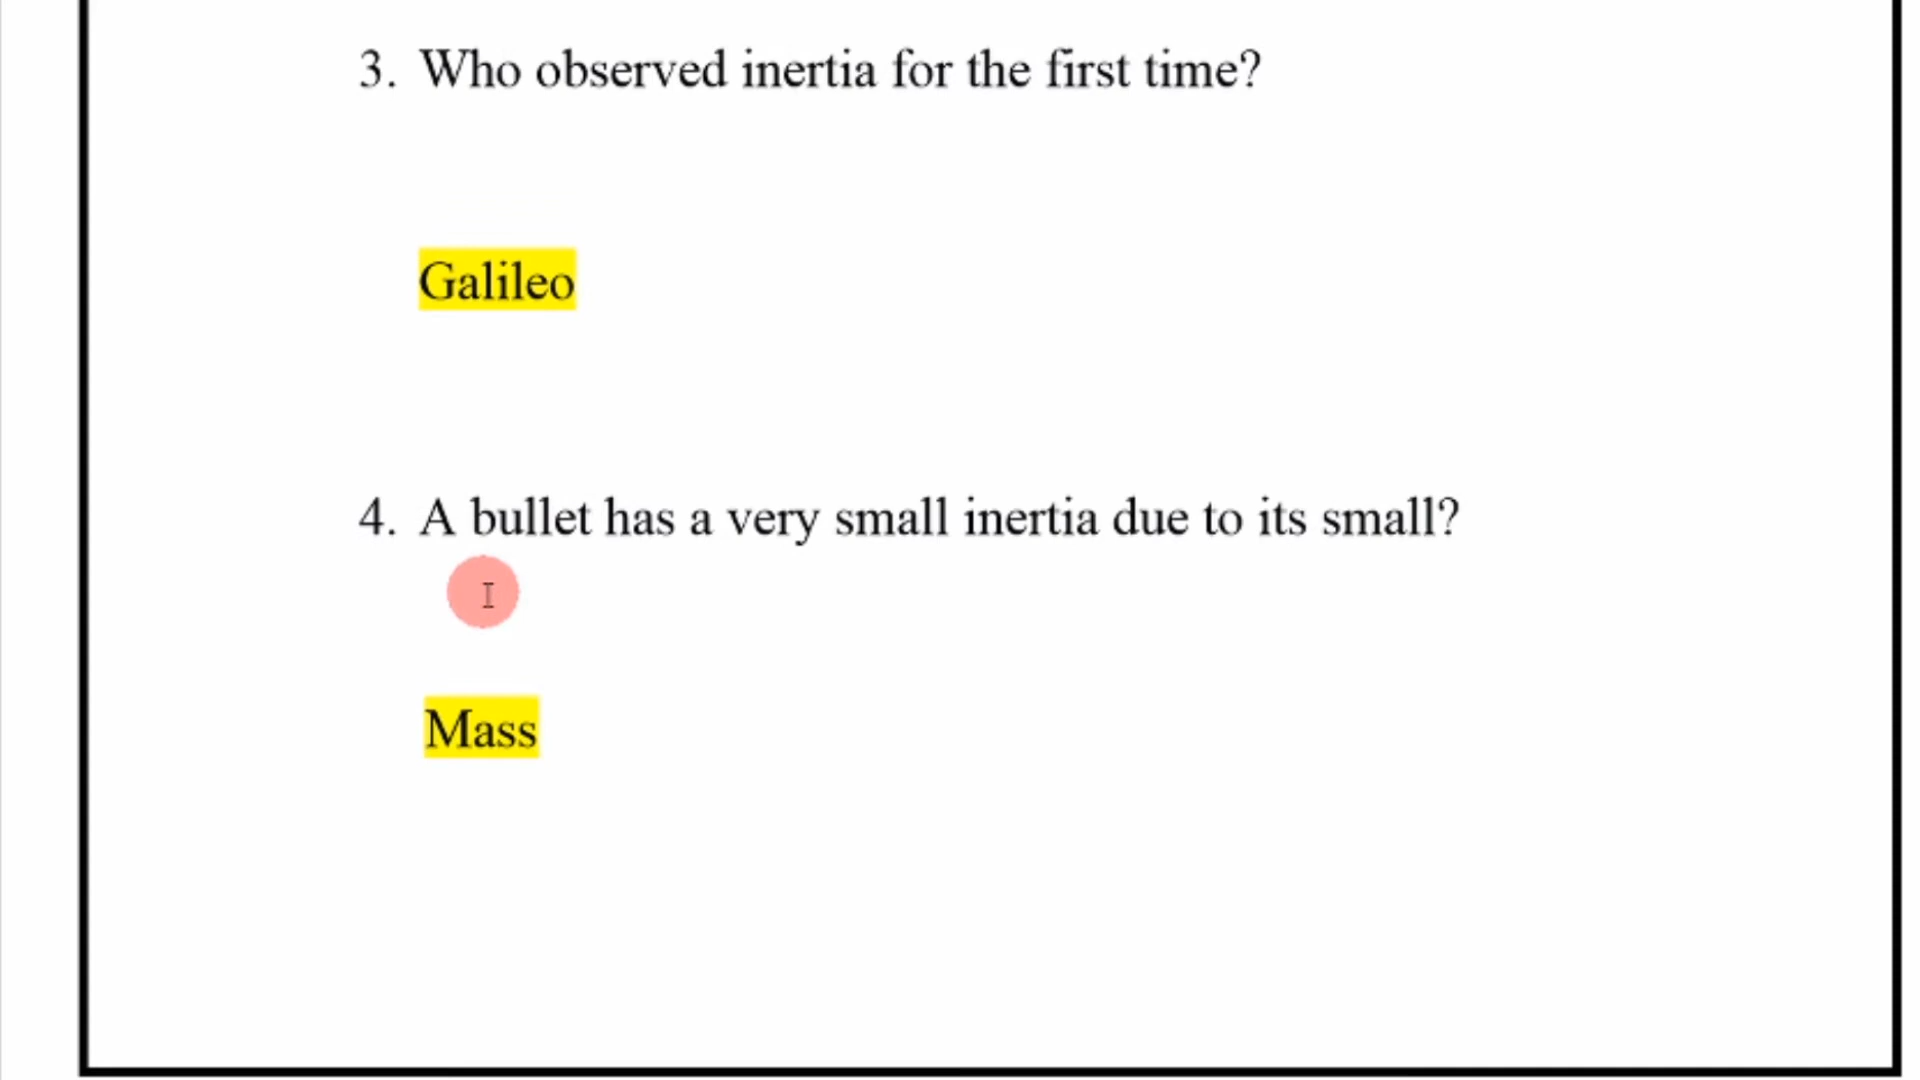 3. Who observed inertia for the first time?
Galileo
4. A bullet has a very small inertia due to its small?
Mass